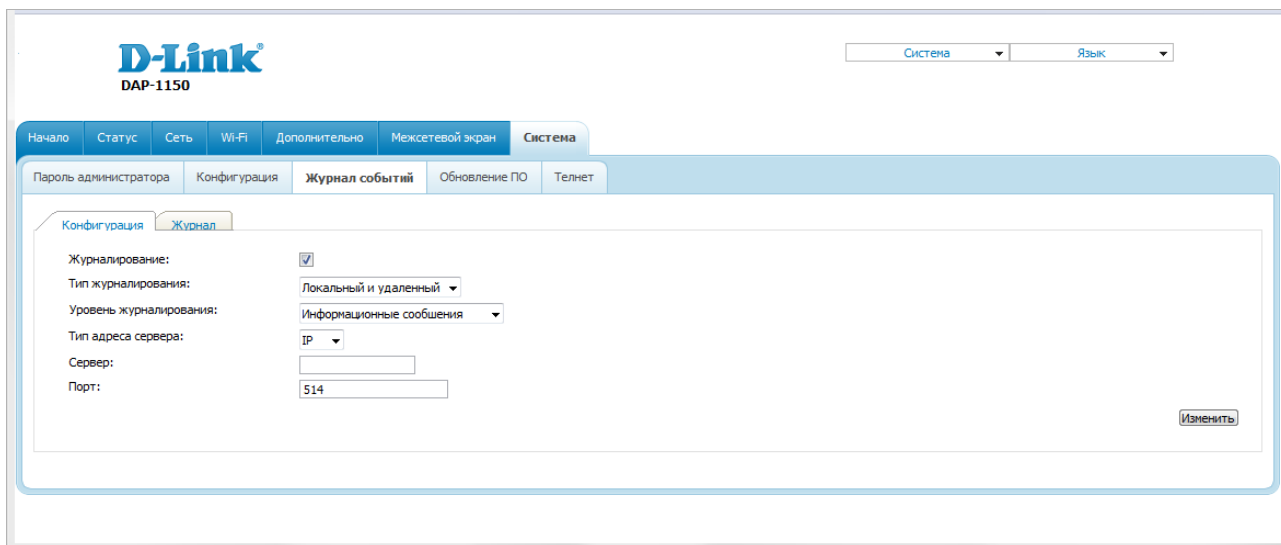 D-Link®
DAP-1150
Система Язык
Начало Статус Сеть Wi-Fi Дополнительно Межсетевой экран Система
Пароль администратора Конфигурация Журнал событий Обновление ПО Телнет
Конфигурация Журнал
Журналирование:
Тип журналирования: Локальный и удаленный
Уровень журналирования: Информационные сообщения
Тип адреса сервера: IP
Сервер:
Порт: 514
Изменить